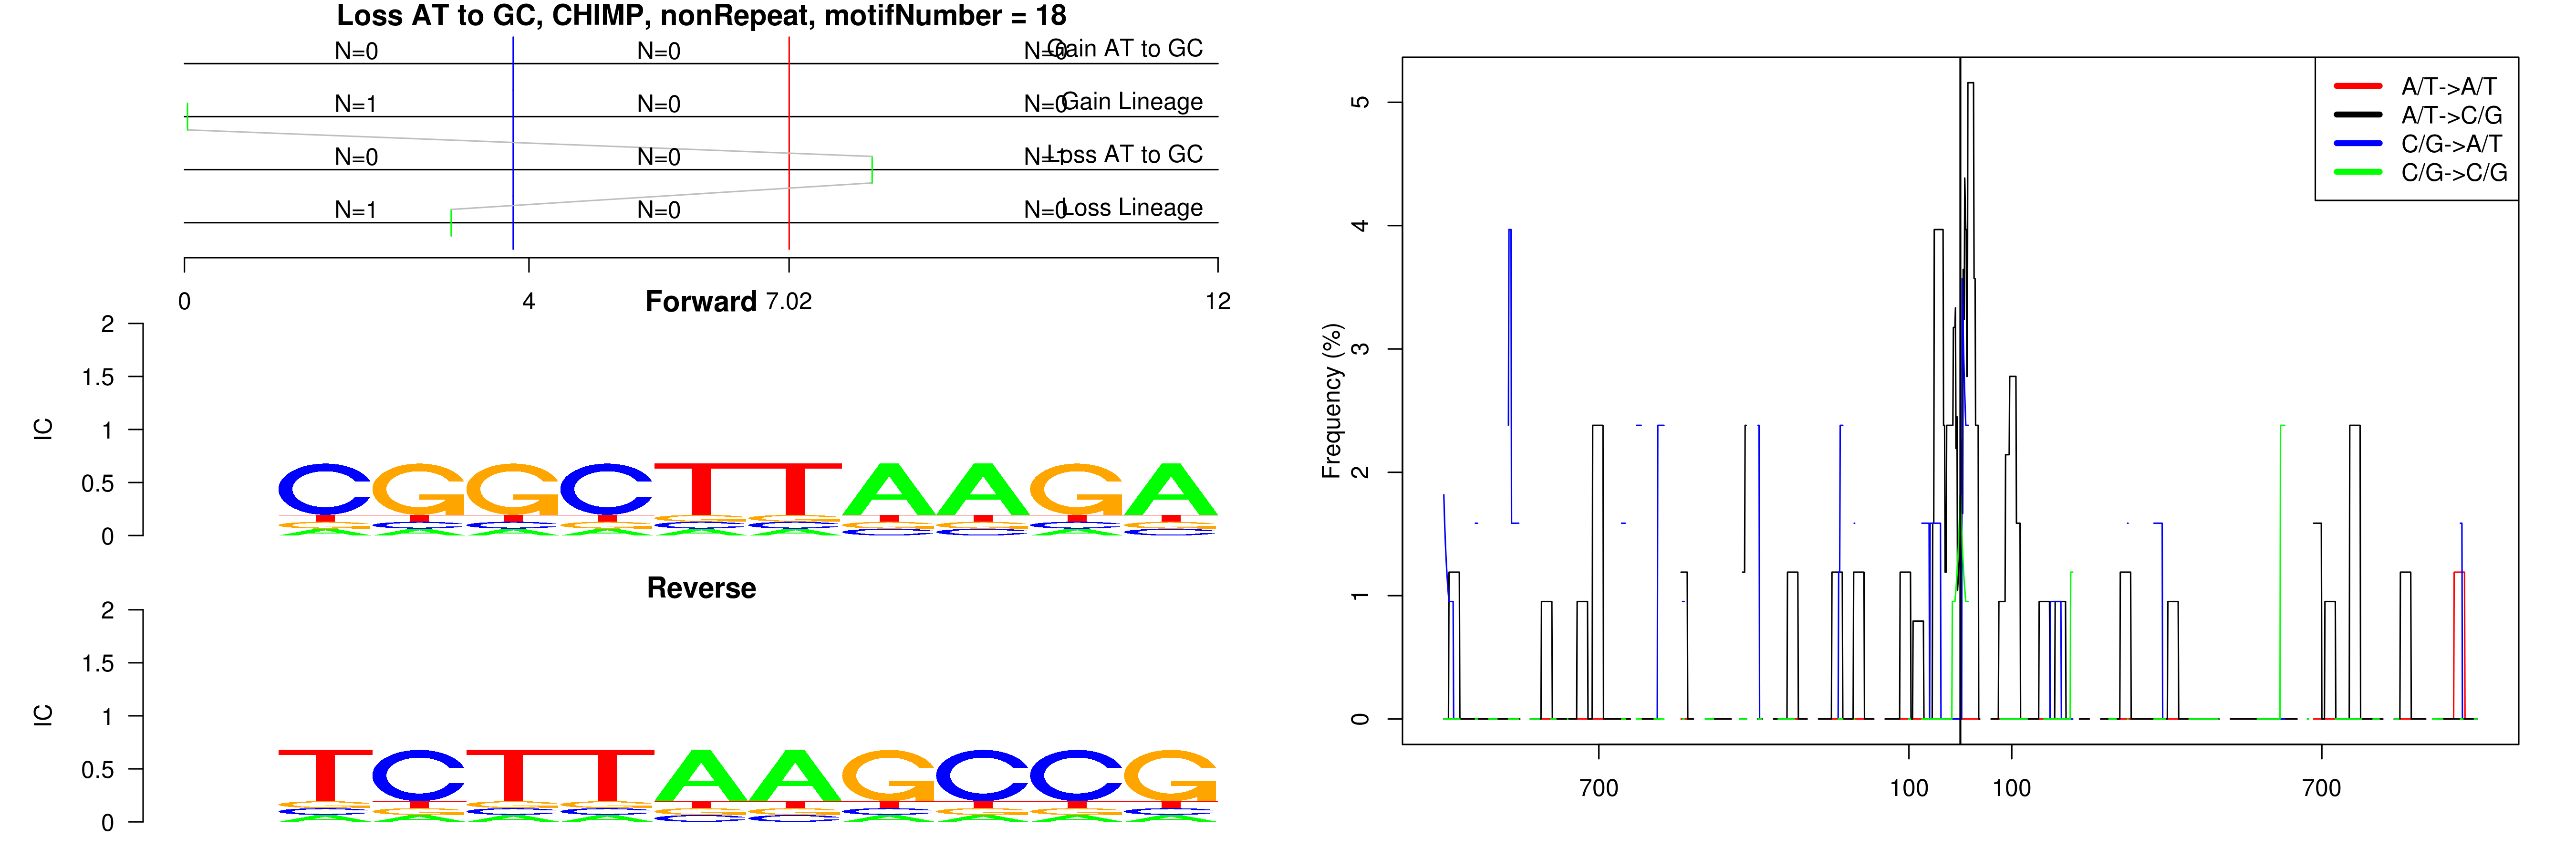 Loss AT to GC, CHIMP, nonRepeat, motifNumber = 18
N=0 N=0 N=0 Gain AT to GC
N=1 N=0 N=0 Gain Lineage
N=0 N=0 N=1 Loss AT to GC
N=1 N=0 N=0 Loss Lineage
0 4 7.02 12
Forward
2
1.5
1
0.5
0
IC
CGGCTTAAGA
Reverse
2
1.5
1
0.5
0
IC
TCTTAAGCCG
5
4
3
2
1
0
Frequency (%)
700 100 100 700
A/T->A/T
A/T->C/G
C/G->A/T
C/G->C/G